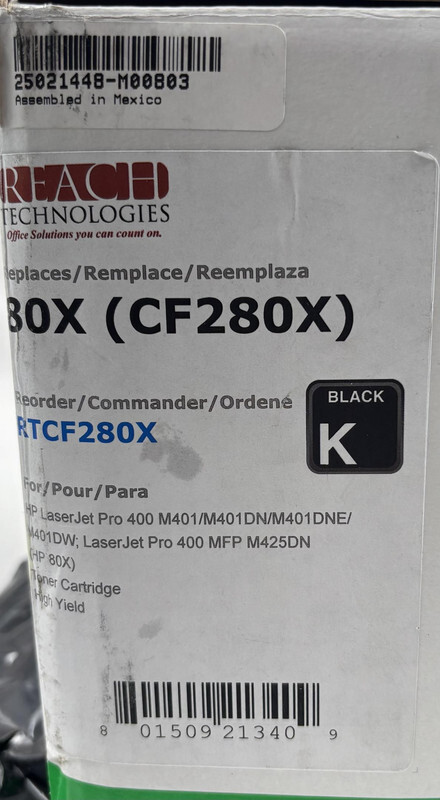 25021448-M00803
Assembled in Mexico
REACH
TECHNOLOGIES
Office Solutions you can count on.
eplaces/Remplace/Reemplaza
80X (CF280X)
Reorder/Commander/Ordene
RTCF280X
BLACK
K
For/Pour/Para
HP LaserJet Pro 400 M401/M401DN/M401DNE/
M401DW; LaserJet Pro 400 MFP M425DN
(HP 80X)
Toner Cartridge
High Yield
8 01509 21340 9